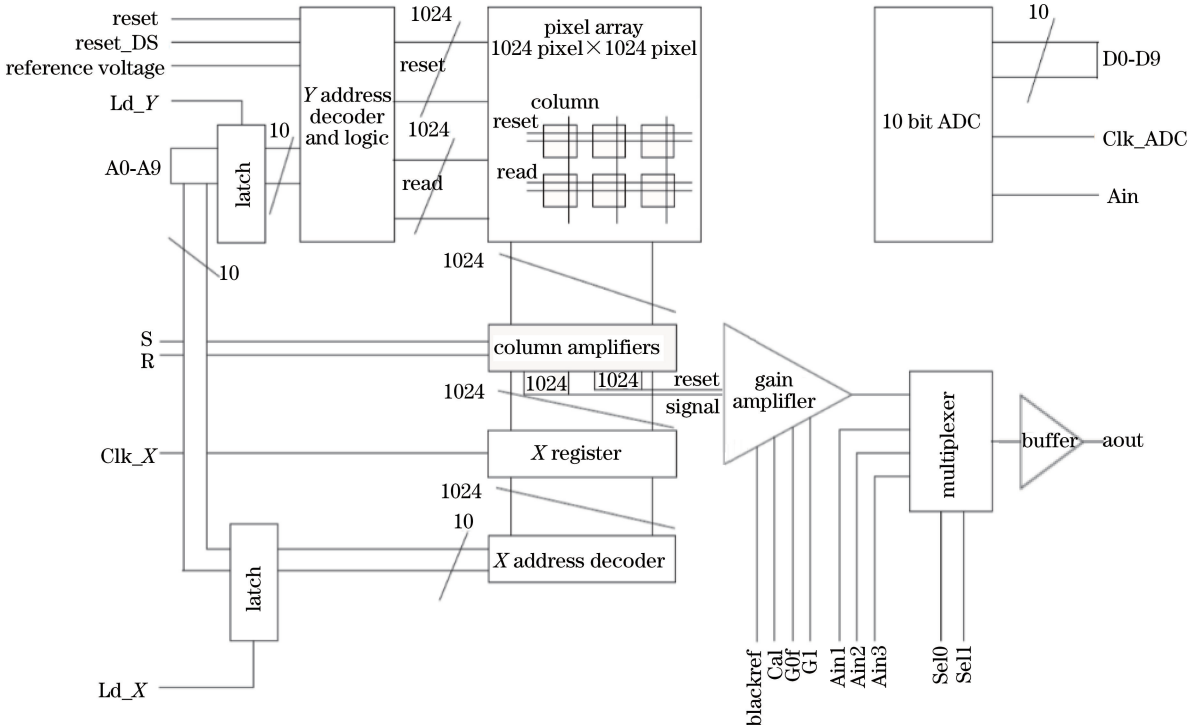 reset
reset_DS
reference voltage
Ld_Y
A0-A9
latch
10
10
Y address
decoder
and logic
1024
reset
1024
read
pixel array
1024 pixel×1024 pixel
column
reset
read
10 bit ADC
10
D0-D9
Clk_ADC
Ain
1024
S
R
column amplifiers
1024
1024
reset
signal
1024
Clk_X
X register
1024
10
X address decoder
latch
Ld_X
gain
amplifler
multiplexer
buffer
aout
blackref
Cal
G0f
G1
Ain1
Ain2
Ain3
Sel0
Sel1